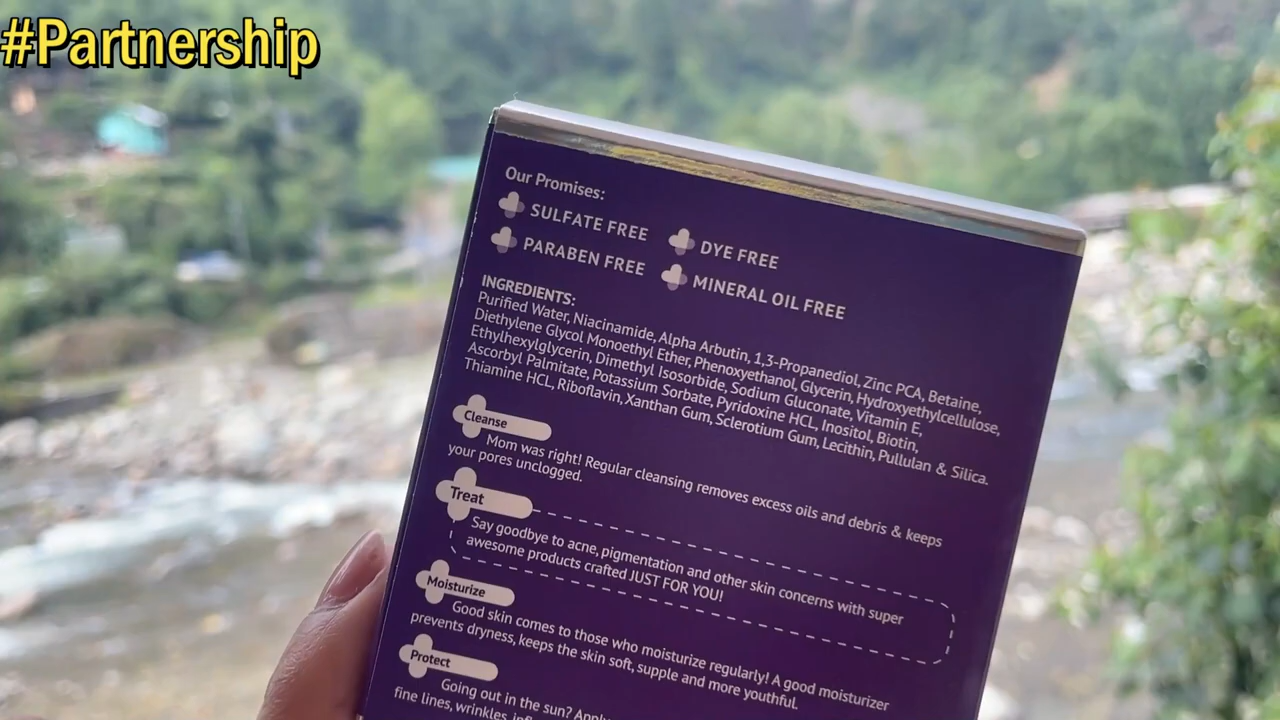 #Partnership
Our Promises:
SULFATE FREE
DYE FREE
PARABEN FREE
MINERAL OIL FREE
INGREDIENTS:
Purified Water, Niacinamide, Alpha Arbutin, 1,3-Propanediol, Zinc PCA, Betaine,
Diethylene Glycol Monoethyl Ether, Phenoxyethanol, Glycerin, Hydroxyethylcellulose,
Ethylhexylglycerin, Dimethyl Isosorbide, Sodium Gluconate, Vitamin E,
Ascorbyl Palmitate, Potassium Sorbate, Pyridoxine HCL, Inositol, Biotin,
Thiamine HCL, Riboflavin, Xanthan Gum, Sclerotium Gum, Lecithin, Pullulan & Silica.
Cleanse
Mom was right! Regular cleansing removes excess oils and debris & keeps
your pores unclogged.
Treat
Say goodbye to acne, pigmentation and other skin concerns with super
awesome products crafted JUST FOR YOU!
Moisturize
Good skin comes to those who moisturize regularly! A good moisturizer
prevents dryness, keeps the skin soft, supple and more youthful.
Protect
Going out in the sun?
fine lines, wrinkles,